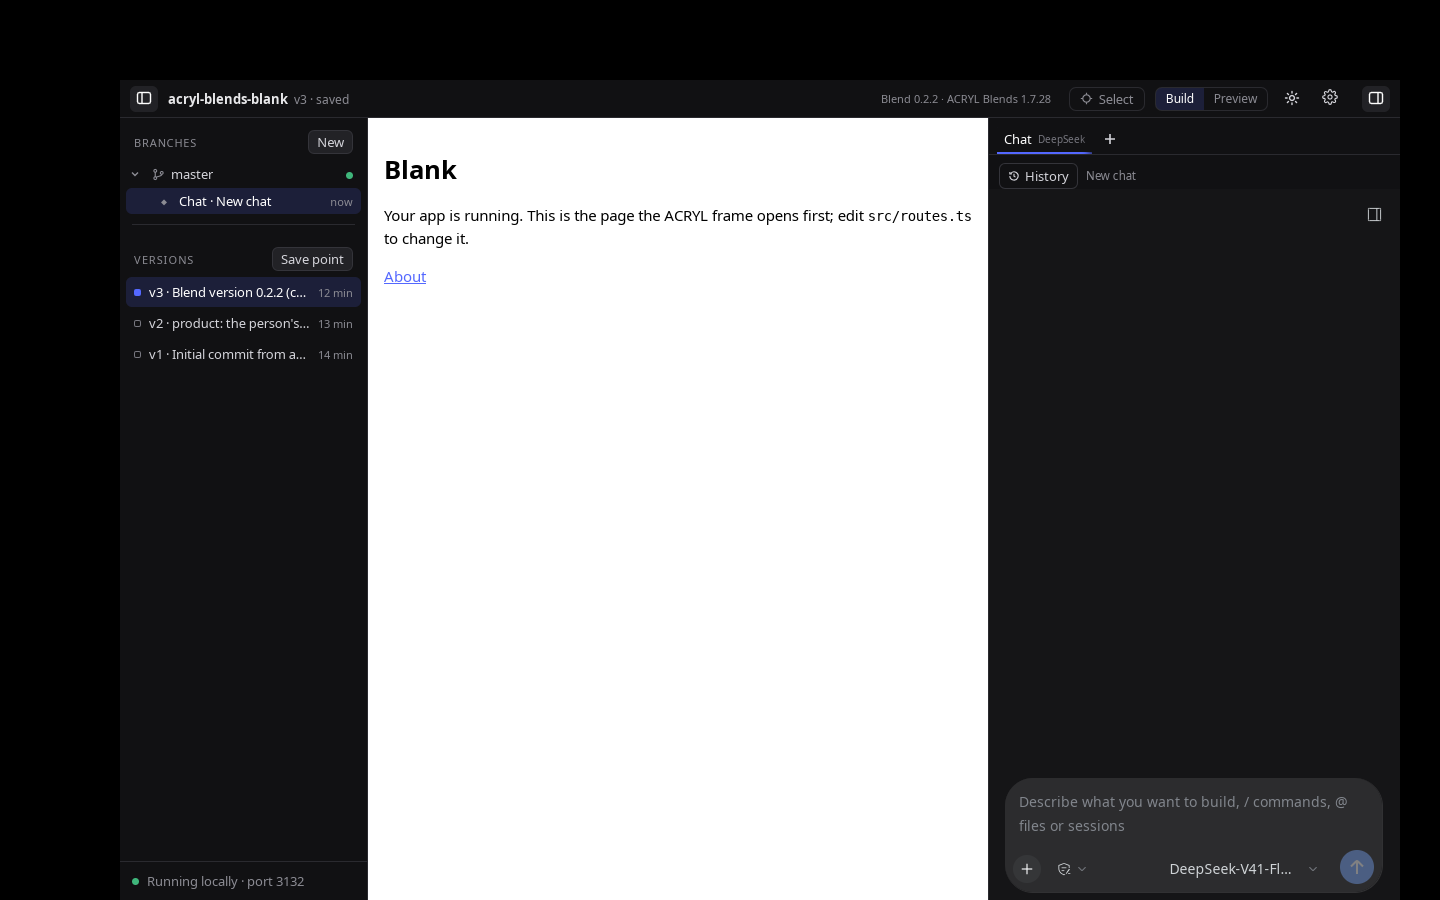 acryl-blends-blank v3 · saved
Blend 0.2.2 · ACRYL Blends 1.7.28
Select
Build
Preview
BRANCHES
New
master
Chat · New chat now
VERSIONS
Save point
v3 · Blend version 0.2.2 (c... 12 min
v2 · product: the person's... 13 min
v1 · Initial commit from a... 14 min
Running locally · port 3132
Blank
Your app is running. This is the page the ACRYL frame opens first; edit src/routes.ts
to change it.
About
Chat DeepSeek
History
New chat
Describe what you want to build, / commands, @
files or sessions
DeepSeek-V41-Fl...